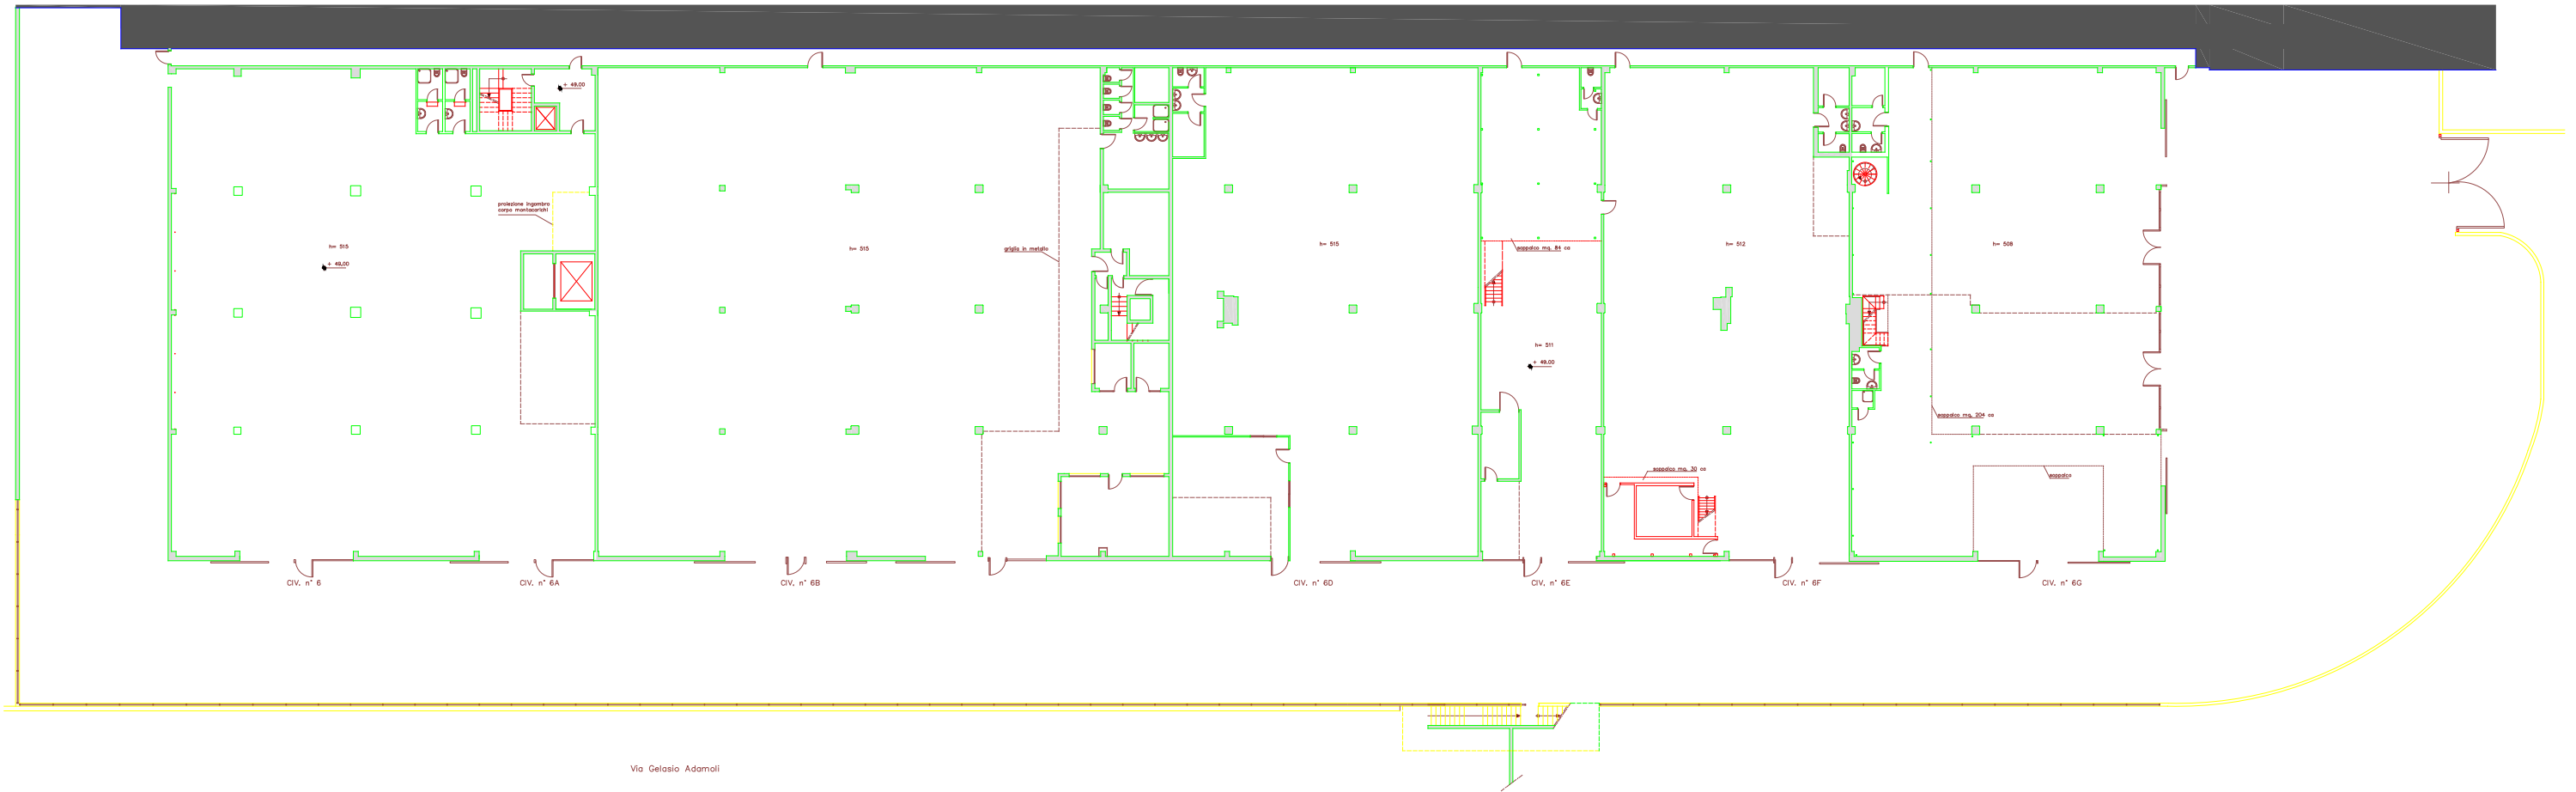 + 49,00
proiezione ingombro
corpo montacarichi
h= 515
+ 49,00
h= 515
griglia in metallo
h= 515
soppalco mq. 84 ca
h= 512
h= 508
h= 511
+ 49,00
soppalco mq. 204 ca
soppalco mq. 30 ca
soppalco
CIV. n° 6
CIV. n° 6A
CIV. n° 6B
CIV. n° 6D
CIV. n° 6E
CIV. n° 6F
CIV. n° 6G
Via Gelasio Adamoli